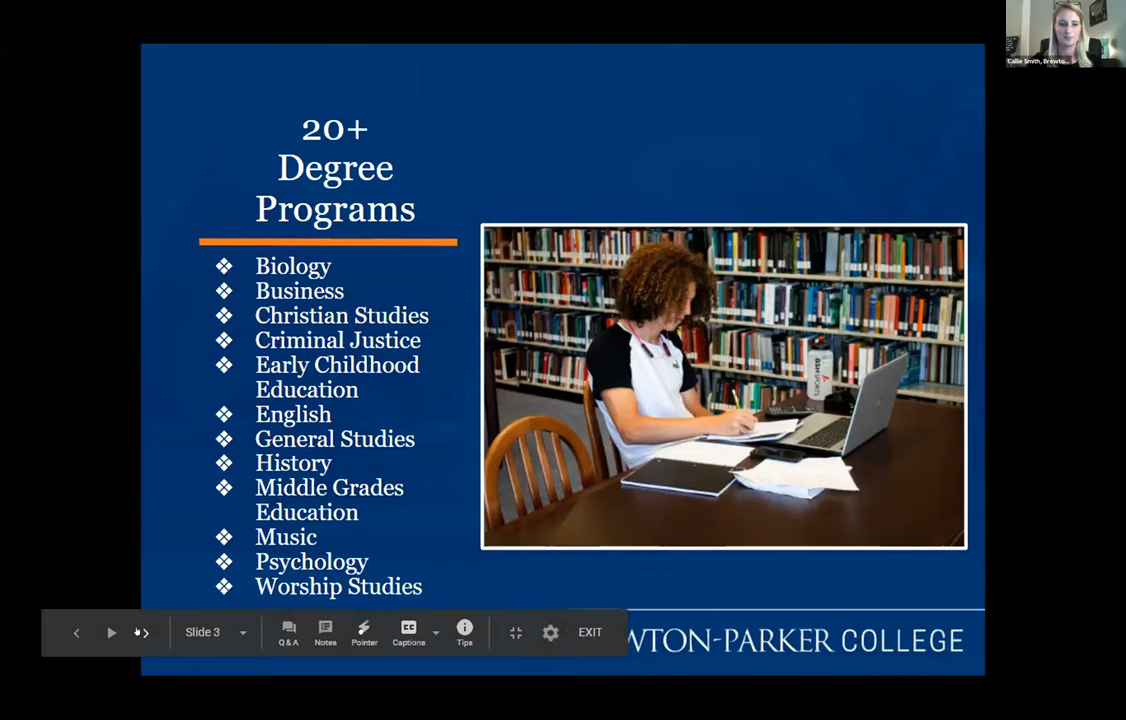 Callie Smith, Brewto...
20+
Degree
Programs
❖ Biology
❖ Business
❖ Christian Studies
❖ Criminal Justice
❖ Early Childhood
Education
❖ English
❖ General Studies
❖ History
❖ Middle Grades
Education
❖ Music
❖ Psychology
❖ Worship Studies
Slide 3
Q & A
Notes
Pointer
Captions
Tips
EXIT
WTON-PARKER COLLEGE